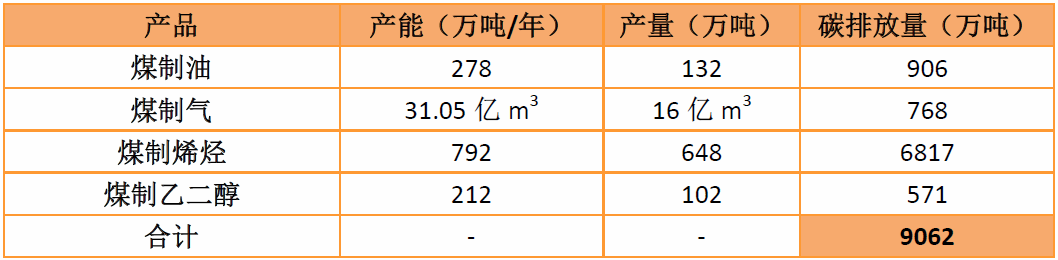 产品 产能（万吨/年） 产量（万吨） 碳排放量（万吨）
煤制油 278 132 906
煤制气 31.05 亿 m³ 16 亿 m³ 768
煤制烯烃 792 648 6817
煤制乙二醇 212 102 571
合计 - - 9062